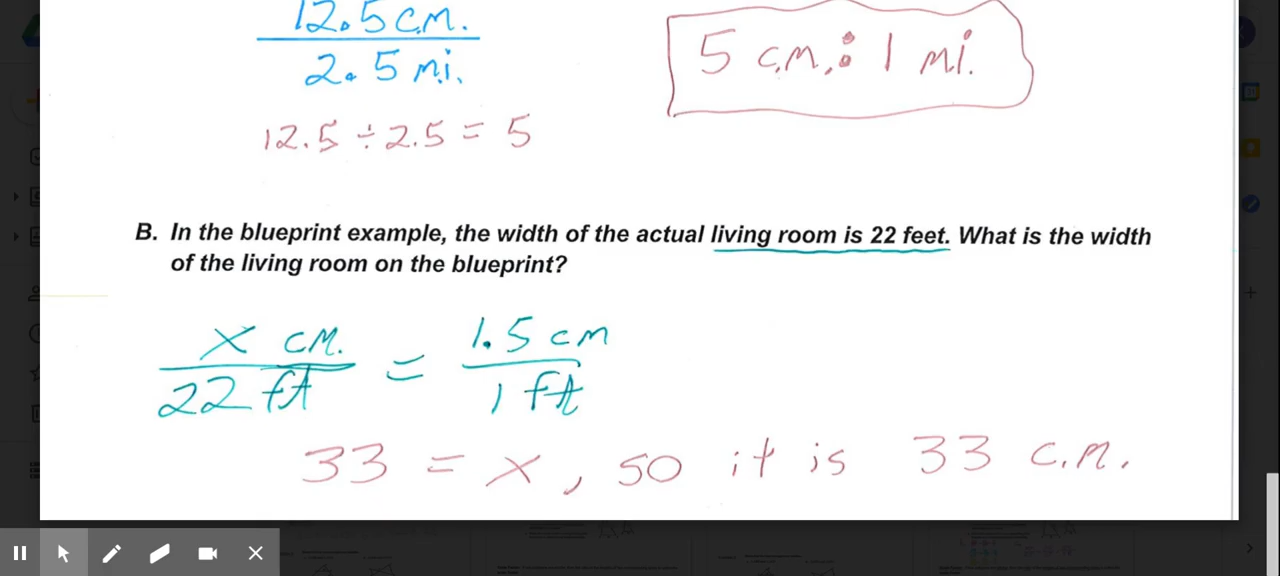 12.5 cm.
2.5 mi.
5 cm.: 1 mi.
12.5 ÷ 2.5 = 5
B. In the blueprint example, the width of the actual living room is 22 feet. What is the width
of the living room on the blueprint?
x cm. = 1.5 cm
22 ft 1 ft
33 = x, so it is 33 c.m.